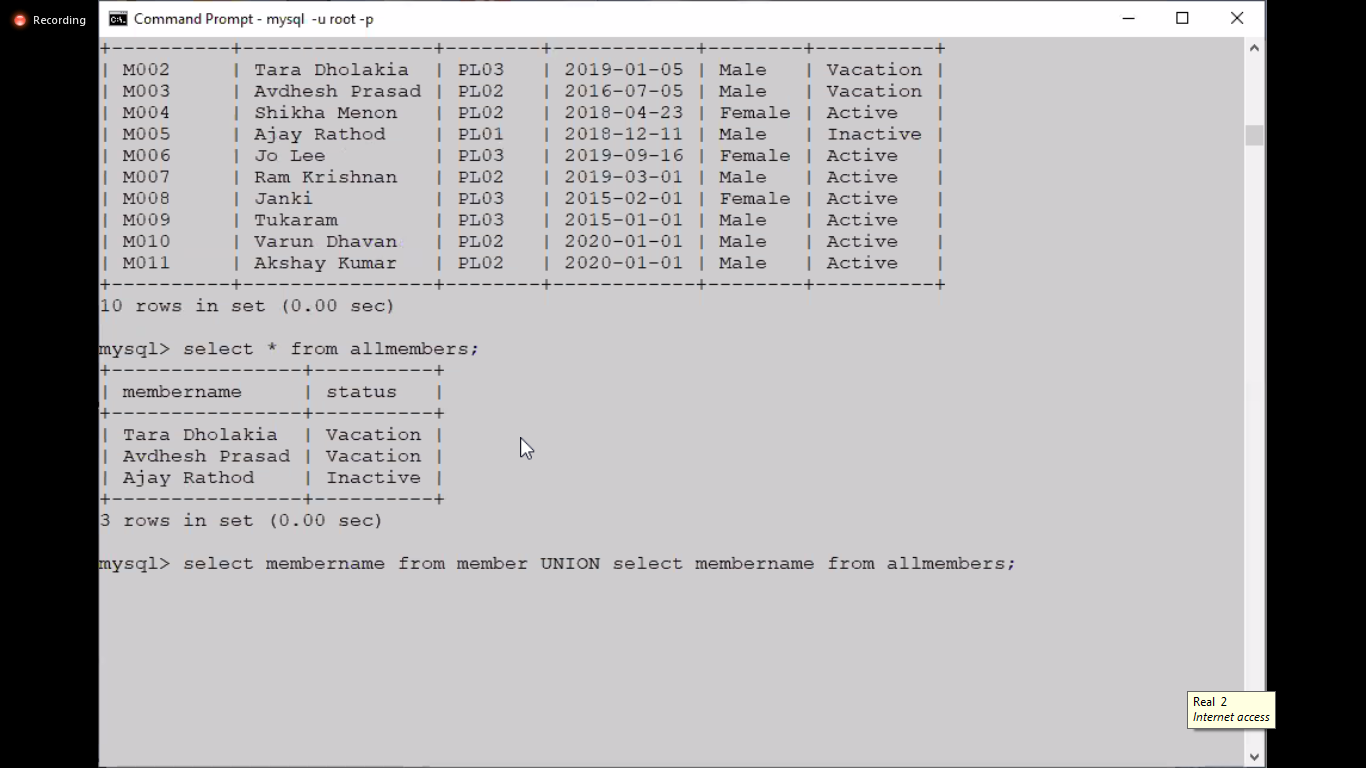 Recording
Command Prompt - mysql -u root -p
+----------+-----------------+--------+------------+--------+----------+
| M002 | Tara Dholakia | PL03 | 2019-01-05 | Male | Vacation |
| M003 | Avdhesh Prasad | PL02 | 2016-07-05 | Male | Vacation |
| M004 | Shikha Menon | PL02 | 2018-04-23 | Female | Active |
| M005 | Ajay Rathod | PL01 | 2018-12-11 | Male | Inactive |
| M006 | Jo Lee | PL03 | 2019-09-16 | Female | Active |
| M007 | Ram Krishnan | PL02 | 2019-03-01 | Male | Active |
| M008 | Janki | PL03 | 2015-02-01 | Female | Active |
| M009 | Tukaram | PL03 | 2015-01-01 | Male | Active |
| M010 | Varun Dhavan | PL02 | 2020-01-01 | Male | Active |
| M011 | Akshay Kumar | PL02 | 2020-01-01 | Male | Active |
+----------+-----------------+--------+------------+--------+----------+
10 rows in set (0.00 sec)
mysql> select * from allmembers;
+----------------+----------+
| membername | status |
+----------------+----------+
| Tara Dholakia | Vacation |
| Avdhesh Prasad | Vacation |
| Ajay Rathod | Inactive |
+----------------+----------+
3 rows in set (0.00 sec)
mysql> select membername from member UNION select membername from allmembers;
Real 2
Internet access